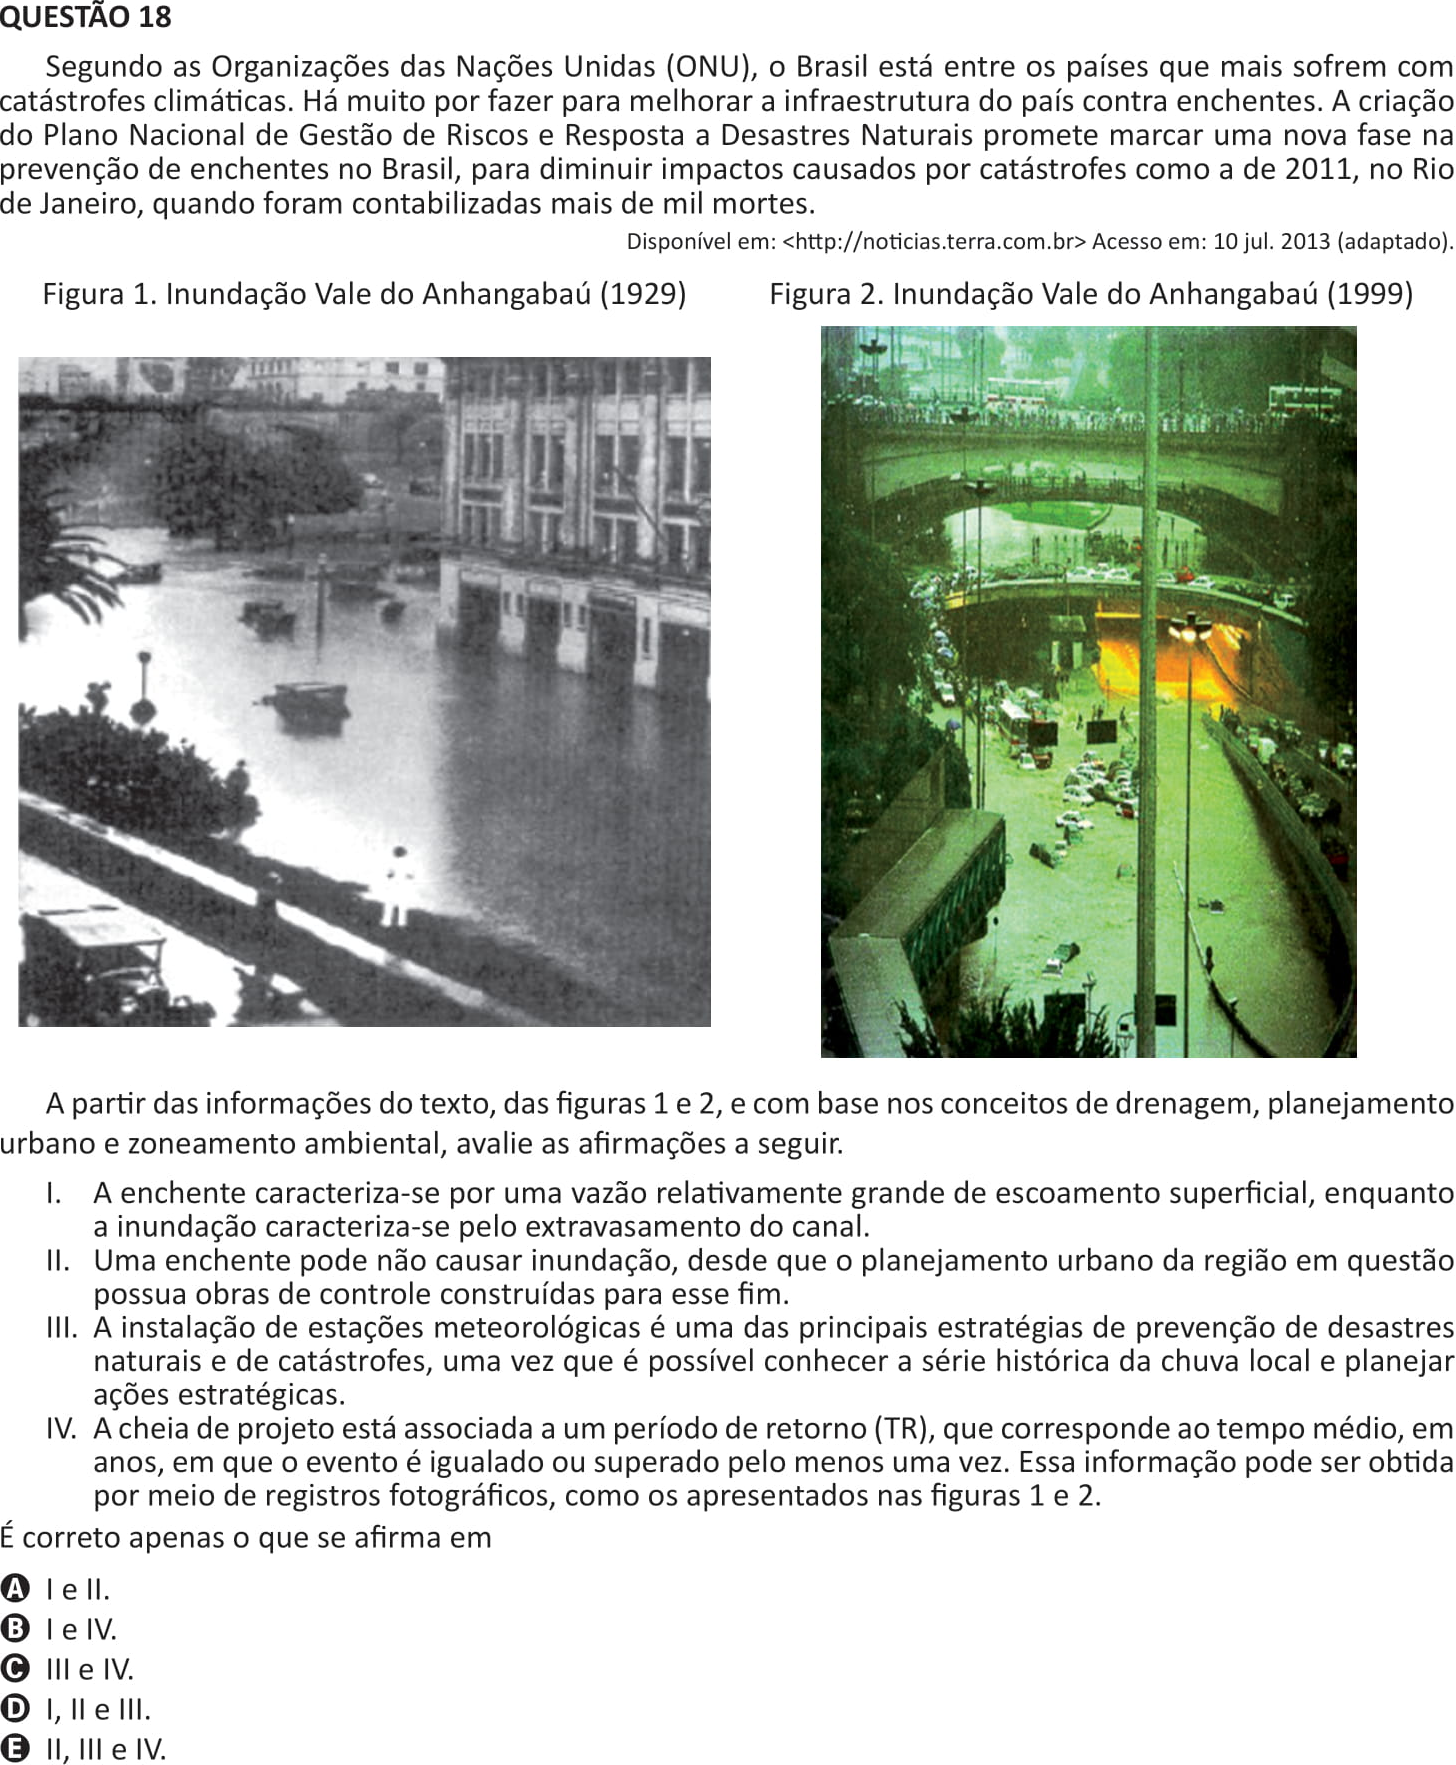 QUESTÃO 18
Segundo as Organizações das Nações Unidas (ONU), o Brasil está entre os países que mais sofrem com
catástrofes climáticas. Há muito por fazer para melhorar a infraestrutura do país contra enchentes. A criação
do Plano Nacional de Gestão de Riscos e Resposta a Desastres Naturais promete marcar uma nova fase na
prevenção de enchentes no Brasil, para diminuir impactos causados por catástrofes como a de 2011, no Rio
de Janeiro, quando foram contabilizadas mais de mil mortes.
Disponível em: <http://noticias.terra.com.br> Acesso em: 10 jul. 2013 (adaptado).
Figura 1. Inundação Vale do Anhangabaú (1929)
Figura 2. Inundação Vale do Anhangabaú (1999)
A partir das informações do texto, das figuras 1 e 2, e com base nos conceitos de drenagem, planejamento
urbano e zoneamento ambiental, avalie as afirmações a seguir.
I. A enchente caracteriza-se por uma vazão relativamente grande de escoamento superficial, enquanto
a inundação caracteriza-se pelo extravasamento do canal.
II. Uma enchente pode não causar inundação, desde que o planejamento urbano da região em questão
possua obras de controle construídas para esse fim.
III. A instalação de estações meteorológicas é uma das principais estratégias de prevenção de desastres
naturais e de catástrofes, uma vez que é possível conhecer a série histórica da chuva local e planejar
ações estratégicas.
IV. A cheia de projeto está associada a um período de retorno (TR), que corresponde ao tempo médio, em
anos, em que o evento é igualado ou superado pelo menos uma vez. Essa informação pode ser obtida
por meio de registros fotográficos, como os apresentados nas figuras 1 e 2.
É correto apenas o que se afirma em
A I e II.
B I e IV.
C III e IV.
D I, II e III.
E II, III e IV.